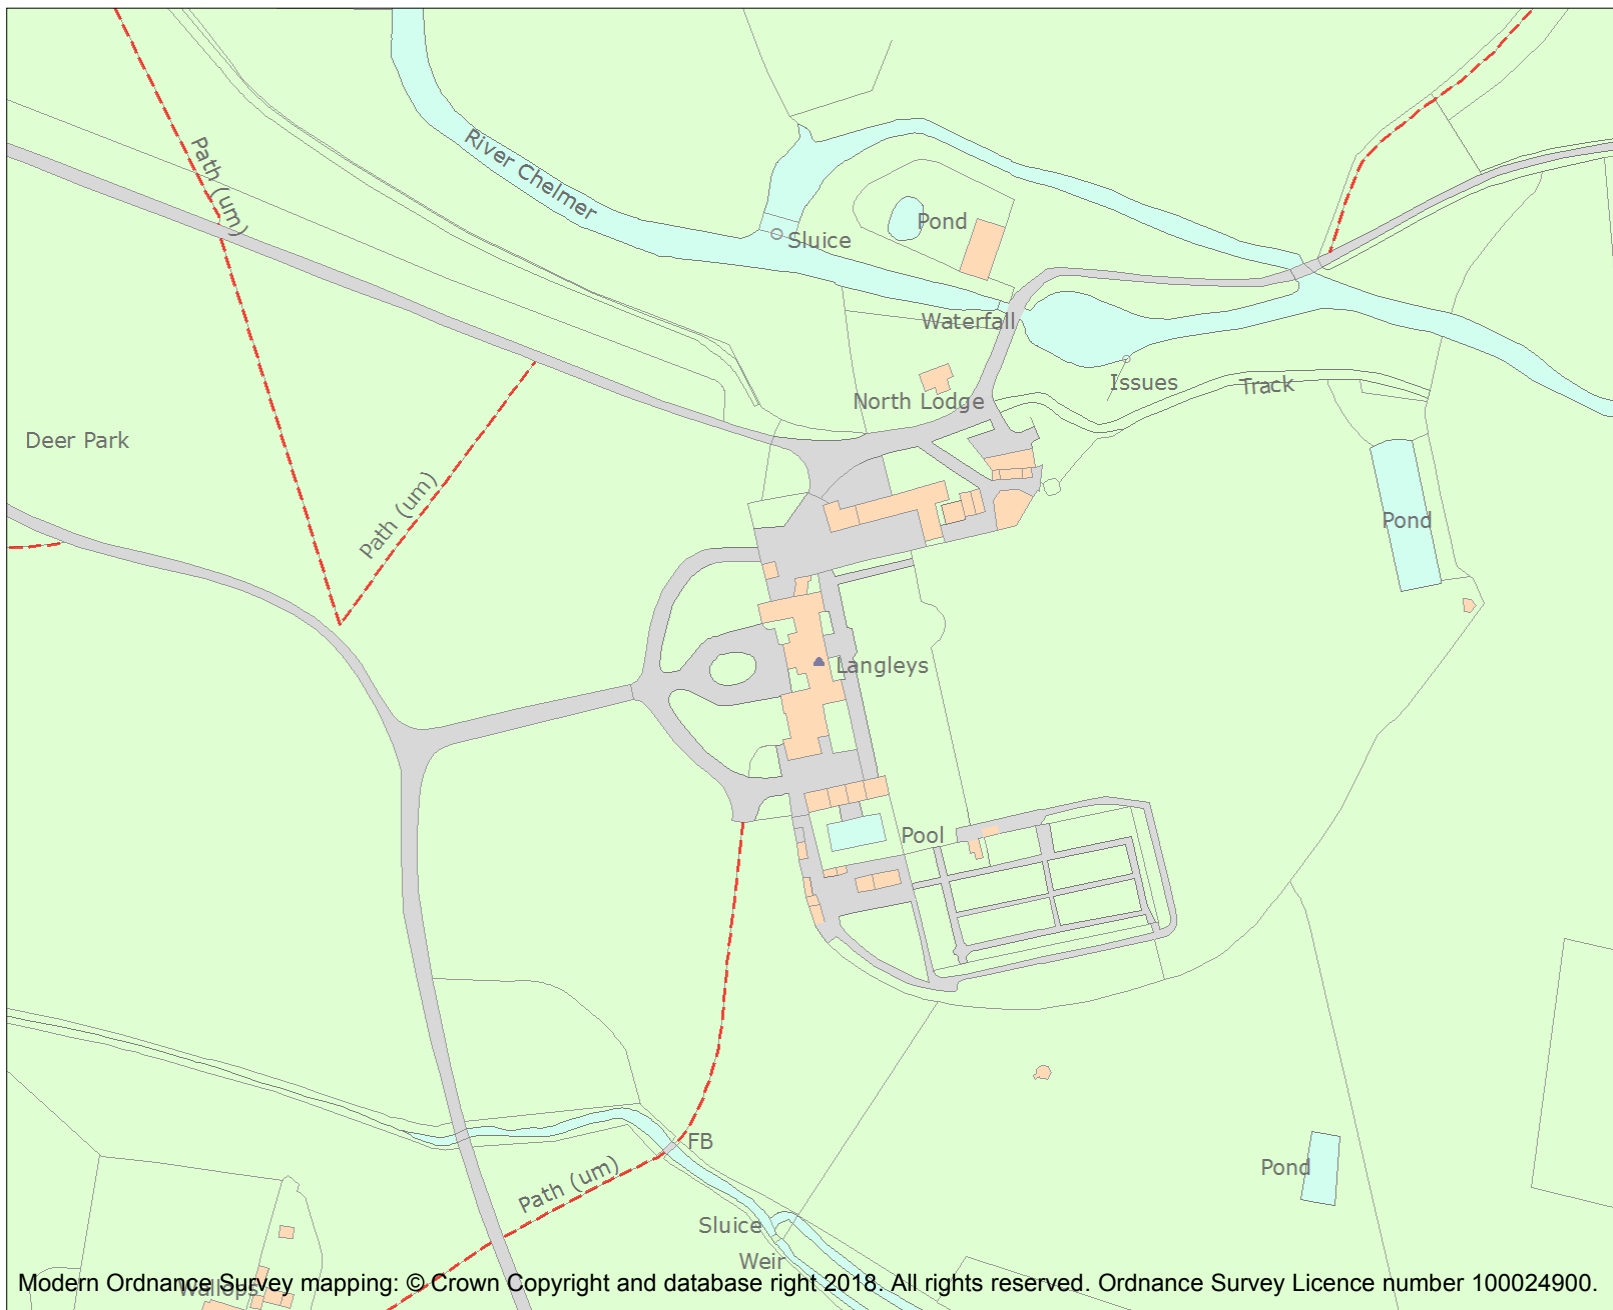 Path (um)
River Chelmer
Pond
Sluice
Waterfall
Issues
Track
North Lodge
Deer Park
Path (um)
Pond
Langleys
Pool
FB
Path (um)
Pond
Sluice
Weir
Wallops
Modern Ordnance Survey mapping: © Crown Copyright and database right 2018. All rights reserved. Ordnance Survey Licence number 100024900.